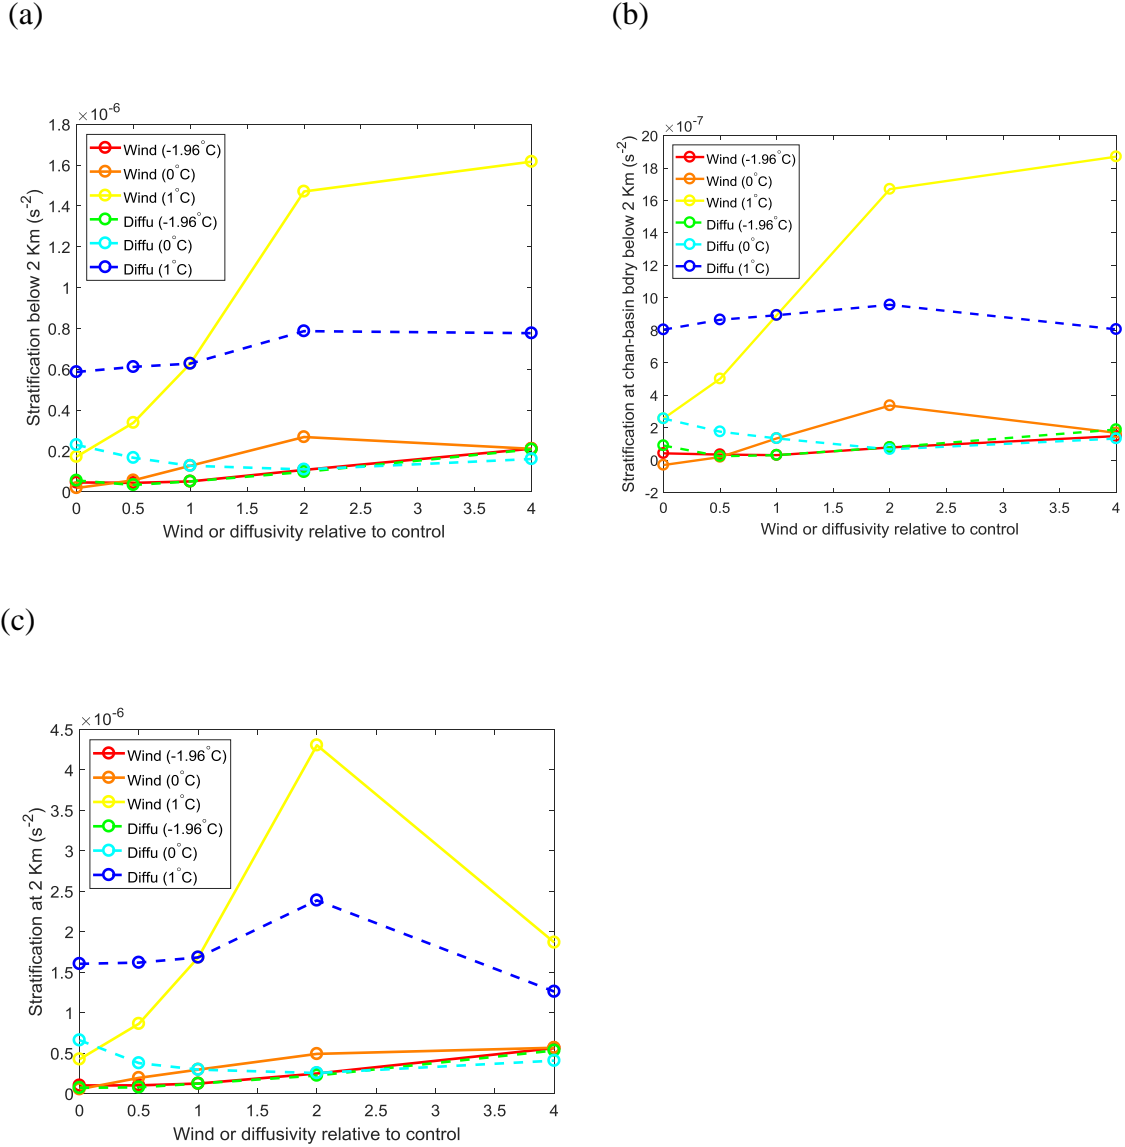 (a)
(b)
×10⁻⁶
1.8
1.6
1.4
1.2
1
0.8
0.6
0.4
0.2
0
Stratification below 2 Km (s⁻²)
Wind (-1.96°C)
Wind (0°C)
Wind (1°C)
Diffu (-1.96°C)
Diffu (0°C)
Diffu (1°C)
0 0.5 1 1.5 2 2.5 3 3.5 4
Wind or diffusivity relative to control
×10⁻⁷
20
18
16
14
12
10
8
6
4
2
0
-2
Stratification at chan-basin bdry below 2 Km (s⁻²)
Wind (-1.96°C)
Wind (0°C)
Wind (1°C)
Diffu (-1.96°C)
Diffu (0°C)
Diffu (1°C)
0 0.5 1 1.5 2 2.5 3 3.5 4
Wind or diffusivity relative to control
(c)
×10⁻⁶
4.5
4
3.5
3
2.5
2
1.5
1
0.5
0
Stratification at 2 Km (s⁻²)
Wind (-1.96°C)
Wind (0°C)
Wind (1°C)
Diffu (-1.96°C)
Diffu (0°C)
Diffu (1°C)
0 0.5 1 1.5 2 2.5 3 3.5 4
Wind or diffusivity relative to control